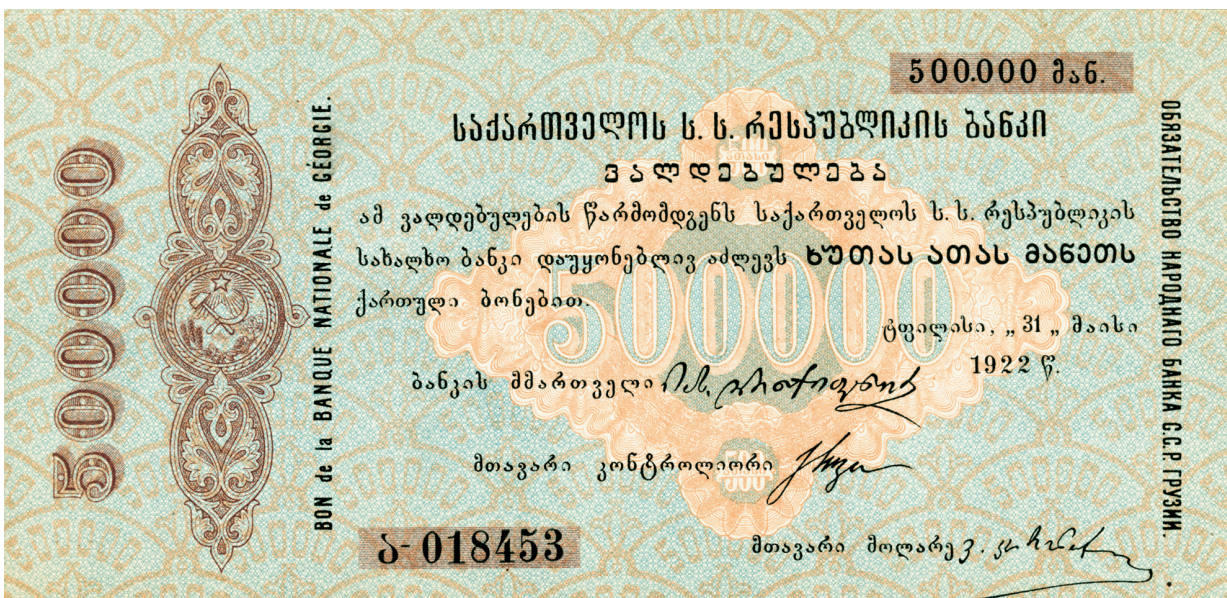 500000
BON de la BANQUE NATIONALE de GÉORGIE.
500.000 მან.
საქართველოს ს. ს. რესპუბლიკის ბანკი
ვალდებულება
ამ ვალდებულების წარმომდგენს საქართველოს ს. ს. რესპუბლიკის
სახალხო ბანკი დაუყონებლივ აძლევს ხუთას ათას მანეთს
ქართული ბონებით.
500000
ტფილისი, „ 31 „ მაისი
1922 წ.
ბანკის მმართველი
მთავარი კონტროლიორი
500
მთავარი მოლარე
ა-018453
ОБЯЗАТЕЛЬСТВО НАРОДНАГО БАНКА С.С.Р. ГРУЗИИ.